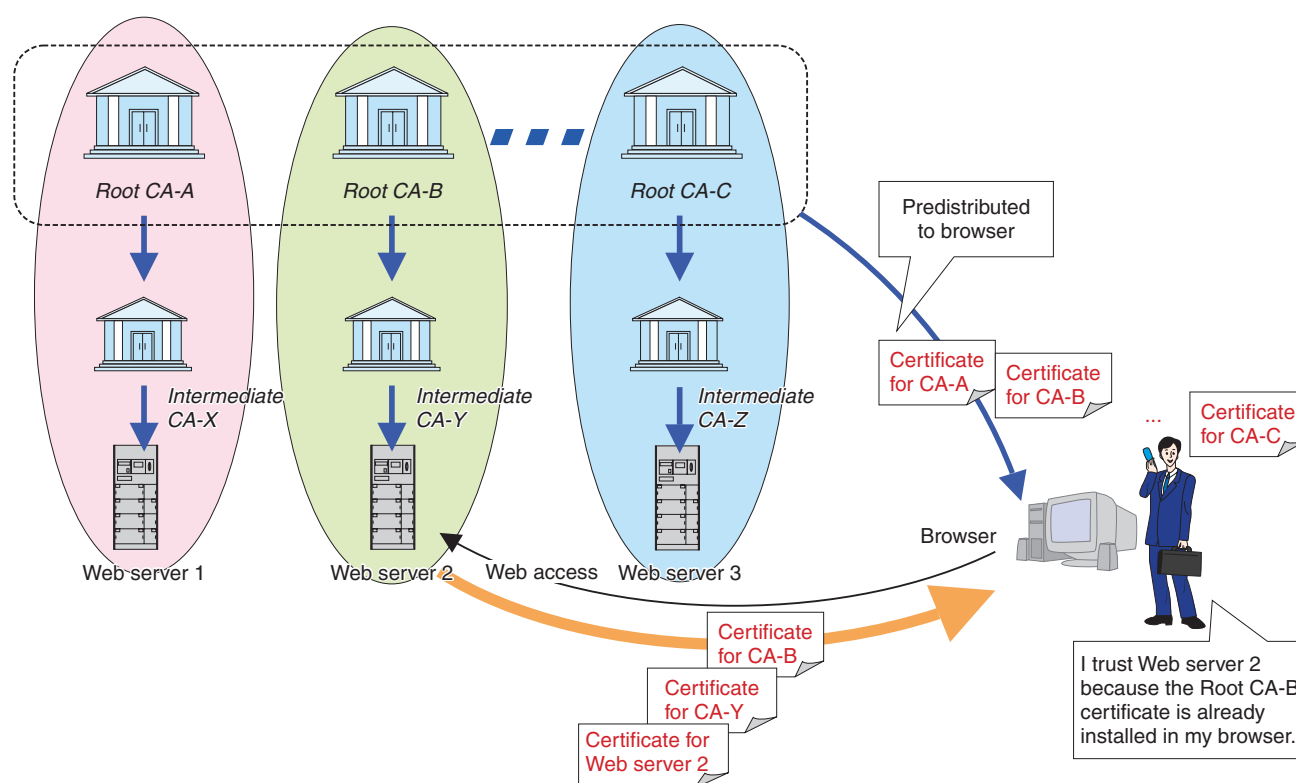 Root CA-A
Root CA-B
Root CA-C
Predistributed
to browser
Intermediate
CA-X
Intermediate
CA-Y
Intermediate
CA-Z
Certificate
for CA-A
Certificate
for CA-B
...
Certificate
for CA-C
Web server 1
Web server 2
Web access
Web server 3
Browser
Certificate
for CA-B
Certificate
for CA-Y
Certificate for
Web server 2
I trust Web server 2
because the Root CA-B
certificate is already
installed in my browser.